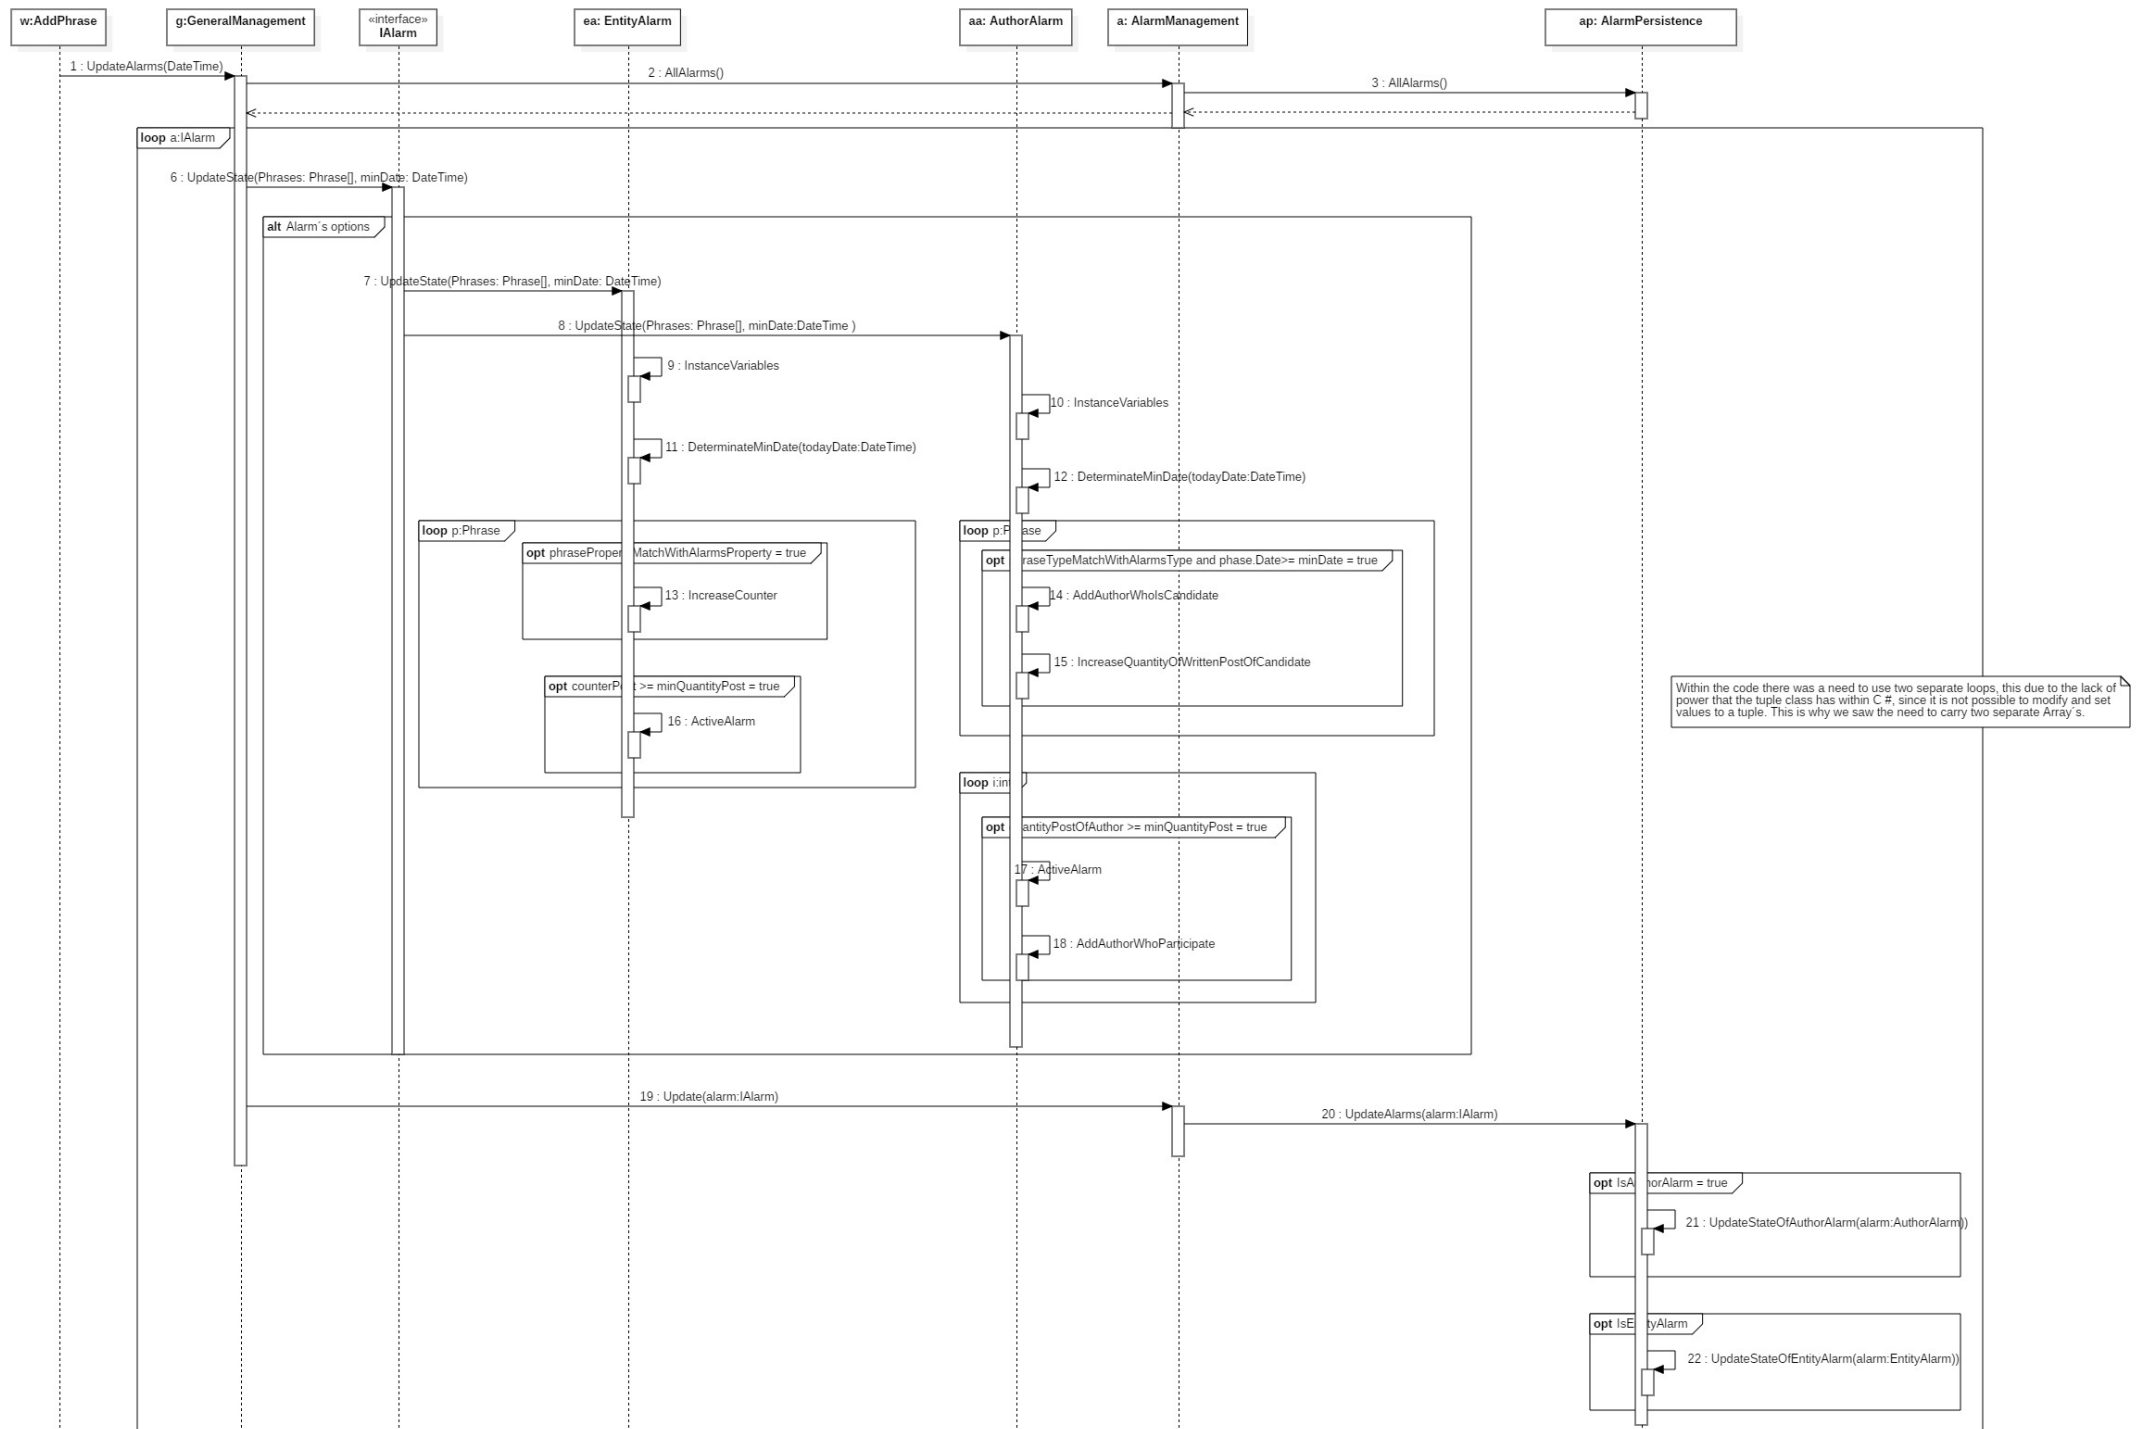 w:AddPhrase
g:GeneralManagement
«interface»
IAlarm
ea: EntityAlarm
aa: AuthorAlarm
a: AlarmManagement
ap: AlarmPersistence
1 : UpdateAlarms(DateTime)
2 : AllAlarms()
3 : AllAlarms()
loop a:IAlarm
6 : UpdateState(Phrases: Phrase[], minDate: DateTime)
alt Alarm´s options
7 : UpdateState(Phrases: Phrase[], minDate: DateTime)
8 : UpdateState(Phrases: Phrase[], minDate:DateTime )
9 : InstanceVariables
10 : InstanceVariables
11 : DeterminateMinDate(todayDate:DateTime)
12 : DeterminateMinDate(todayDate:DateTime)
loop p:Phrase
loop p:Phrase
opt MatchWithAlarmsProperty = true
opt and phase.Date>= minDate = true
13 : IncreaseCounter
14 : AddAuthorWhoIsCandidate
15 : IncreaseQuantityOfWrittenPostOfCandidate
opt counterPost >= minQuantityPost = true
16 : ActiveAlarm
Within the code there was a need to use two separate loops, this due to the lack of
power that the tuple class has within C #, since it is not possible to modify and set
values to a tuple. This is why we saw the need to carry two separate Array´s.
loop i:int
opt >= minQuantityPost = true
17 : ActiveAlarm
18 : AddAuthorWhoParticipate
19 : Update(alarm:IAlarm)
20 : UpdateAlarms(alarm:IAlarm)
opt IsAuthorAlarm = true
21 : UpdateStateOfAuthorAlarm(alarm:AuthorAlarm))
opt IsEntityAlarm
22 : UpdateStateOfEntityAlarm(alarm:EntityAlarm))